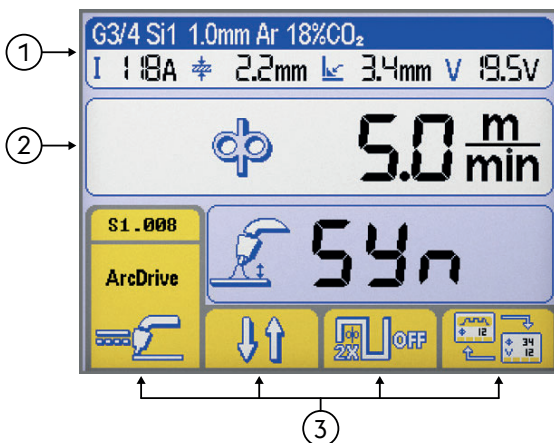 G3/4 Si1 1.0mm Ar 18%CO₂
1 I 118A 2.2mm 3.4mm V 19.5V
2 5.0 m/min
S1.008
ArcDrive
Syn
2X OFF
Φ 12 Φ 34
V 12
3